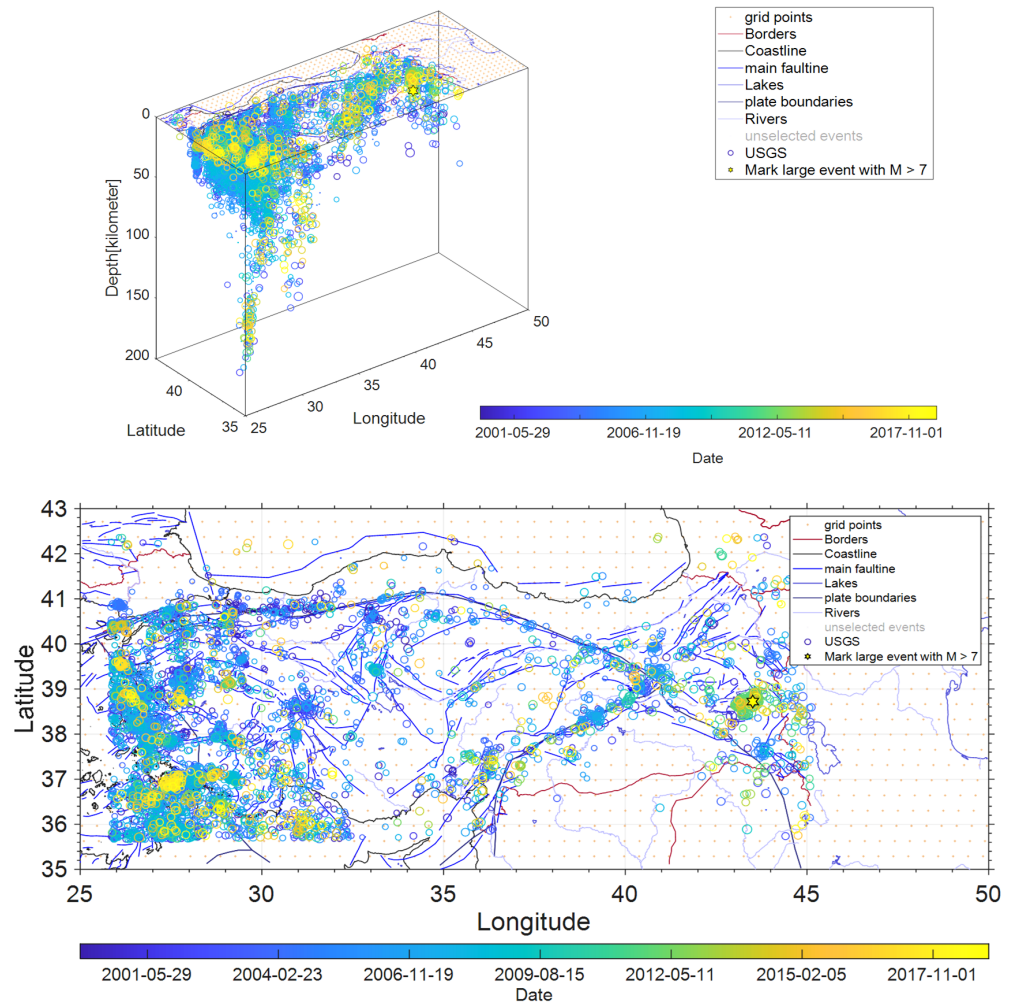 grid points
Borders
Coastline
main faultine
Lakes
plate boundaries
Rivers
unselected events
USGS
Mark large event with M > 7
0
50
100
150
200
Depth[kilometer]
40
35
Latitude
25
30
35
40
45
50
Longitude
2001-05-29 2006-11-19 2012-05-11 2017-11-01
Date
43
42
41
40
39
38
37
36
35
Latitude
grid points
Borders
Coastline
main faultine
Lakes
plate boundaries
Rivers
unselected events
USGS
Mark large event with M > 7
25 30 35 40 45 50
Longitude
2001-05-29 2004-02-23 2006-11-19 2009-08-15 2012-05-11 2015-02-05 2017-11-01
Date